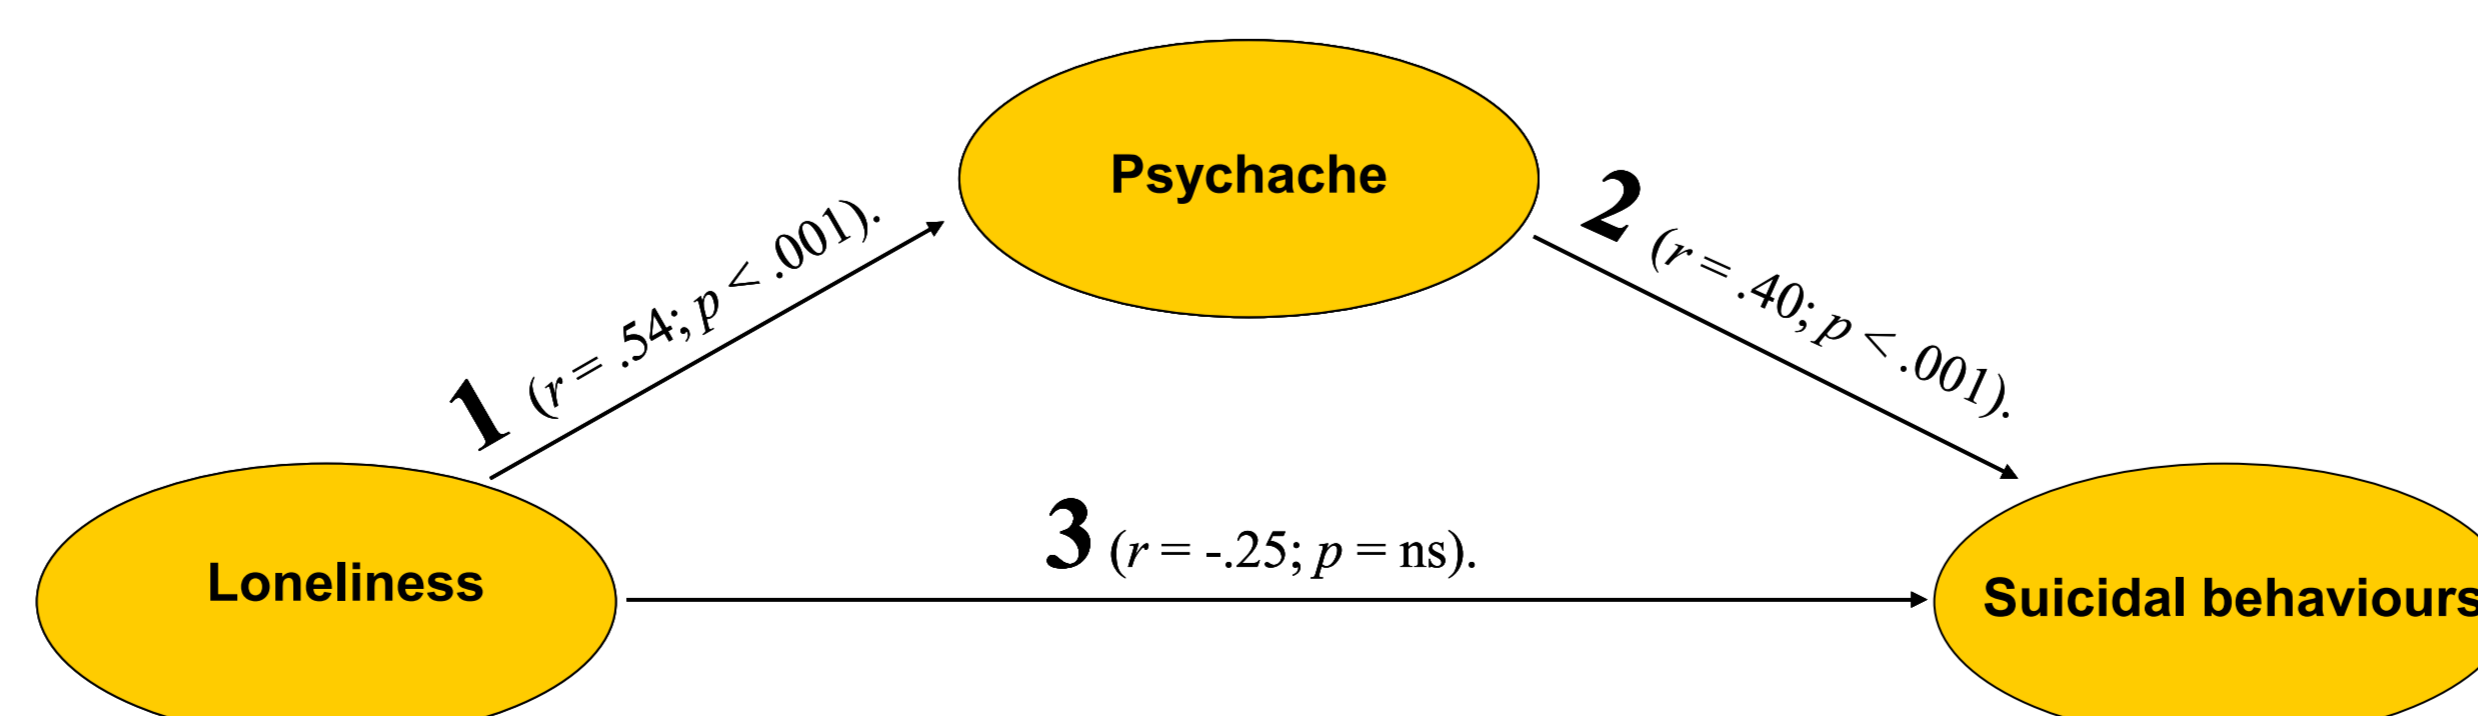 Psychache
1 (r = .54; p < .001).
2 (r = .40; p < .001).
3 (r = -.25; p = ns).
Loneliness
Suicidal behaviours